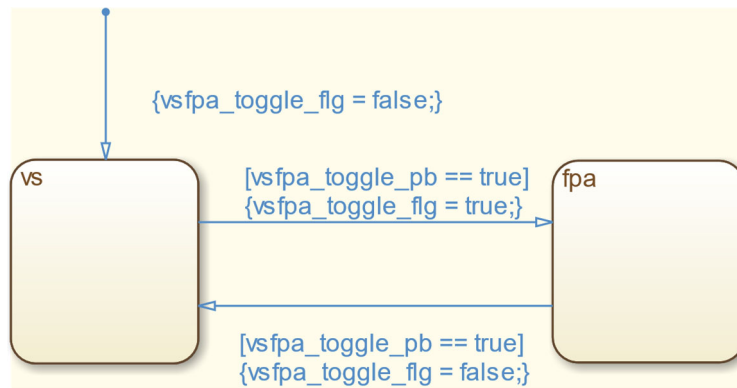 {vsfpa_toggle_flg = false;}
vs
[vsfpa_toggle_pb == true]
{vsfpa_toggle_flg = true;}
fpa
[vsfpa_toggle_pb == true]
{vsfpa_toggle_flg = false;}